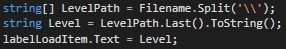 string[] LevelPath = Filename.Split('\\');
string Level = LevelPath.Last().ToString();
labelLoadItem.Text = Level;